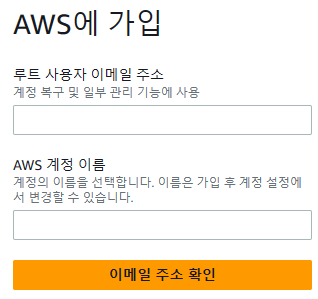 AWS에 가입
루트 사용자 이메일 주소
계정 복구 및 일부 관리 기능에 사용
AWS 계정 이름
계정의 이름을 선택합니다. 이름은 가입 후 계정 설정에
서 변경할 수 있습니다.
이메일 주소 확인